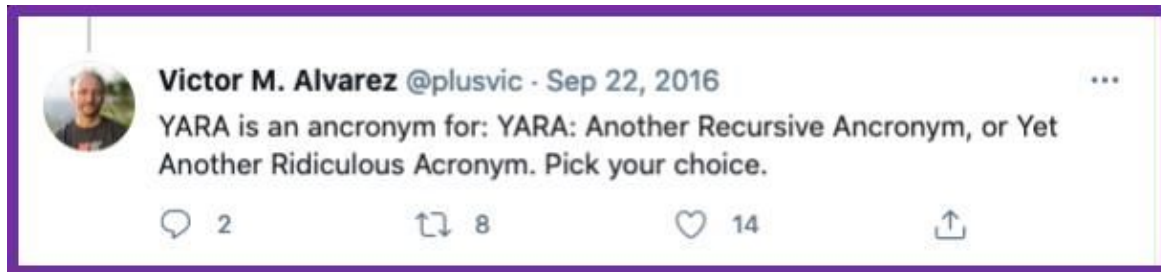 Victor M. Alvarez @plusvic · Sep 22, 2016
YARA is an ancronym for: YARA: Another Recursive Ancronym, or Yet
Another Ridiculous Acronym. Pick your choice.
2 8 14